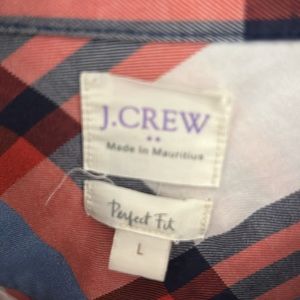 J.CREW
Made In Mauritius
Perfect Fit
L